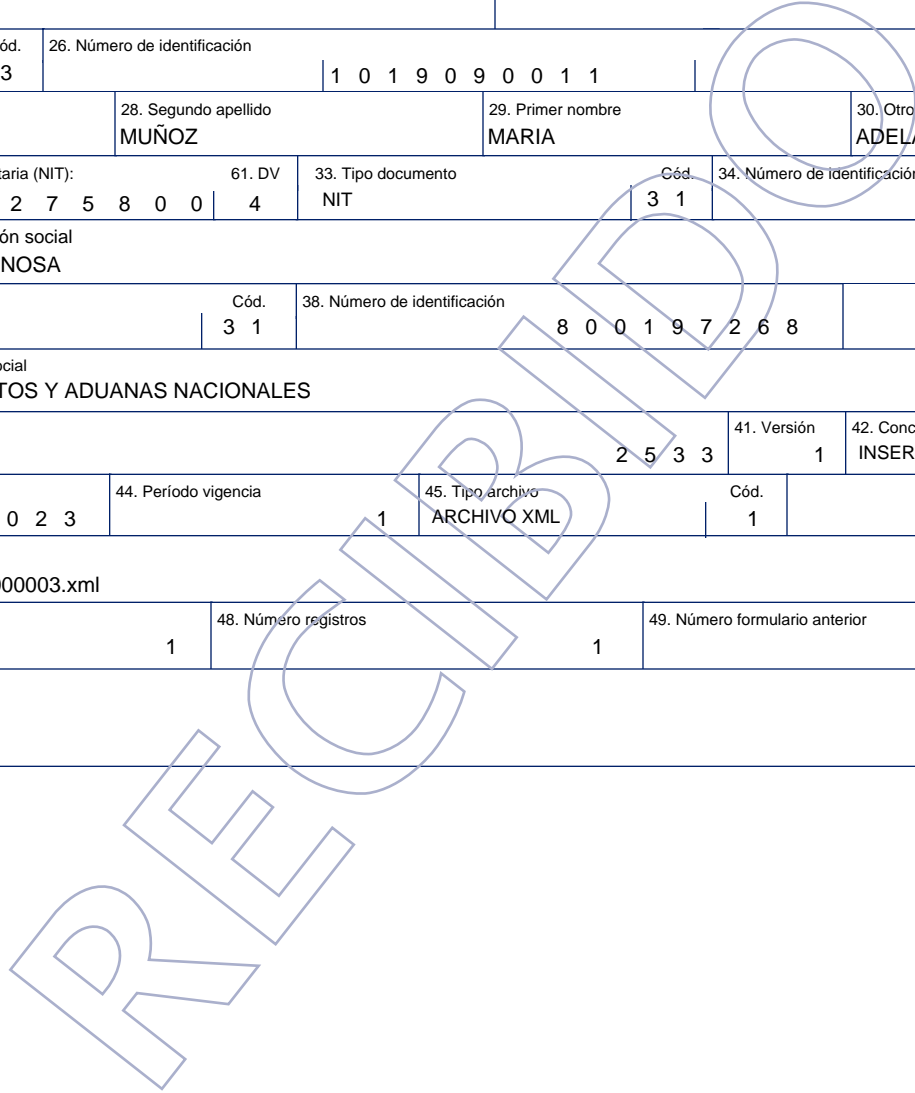 ód. 26. Número de identificación
3 1 0 1 9 0 9 0 0 1 1
28. Segundo apellido 29. Primer nombre 30. Otro
MUÑOZ MARIA ADELA
taria (NIT): 61. DV 33. Tipo documento Cód. 34. Número de identificación
2 7 5 8 0 0 4 NIT 3 1
ón social
NOSA
Cód. 38. Número de identificación
3 1 8 0 0 1 9 7 2 6 8
ocial
TOS Y ADUANAS NACIONALES
41. Versión 42. Conc
2 5 3 3 1 INSER
44. Período vigencia 45. Tipo archivo Cód.
0 2 3 1 ARCHIVO XML 1
000003.xml
48. Número registros 49. Número formulario anterior
1 1
RECIBIDO